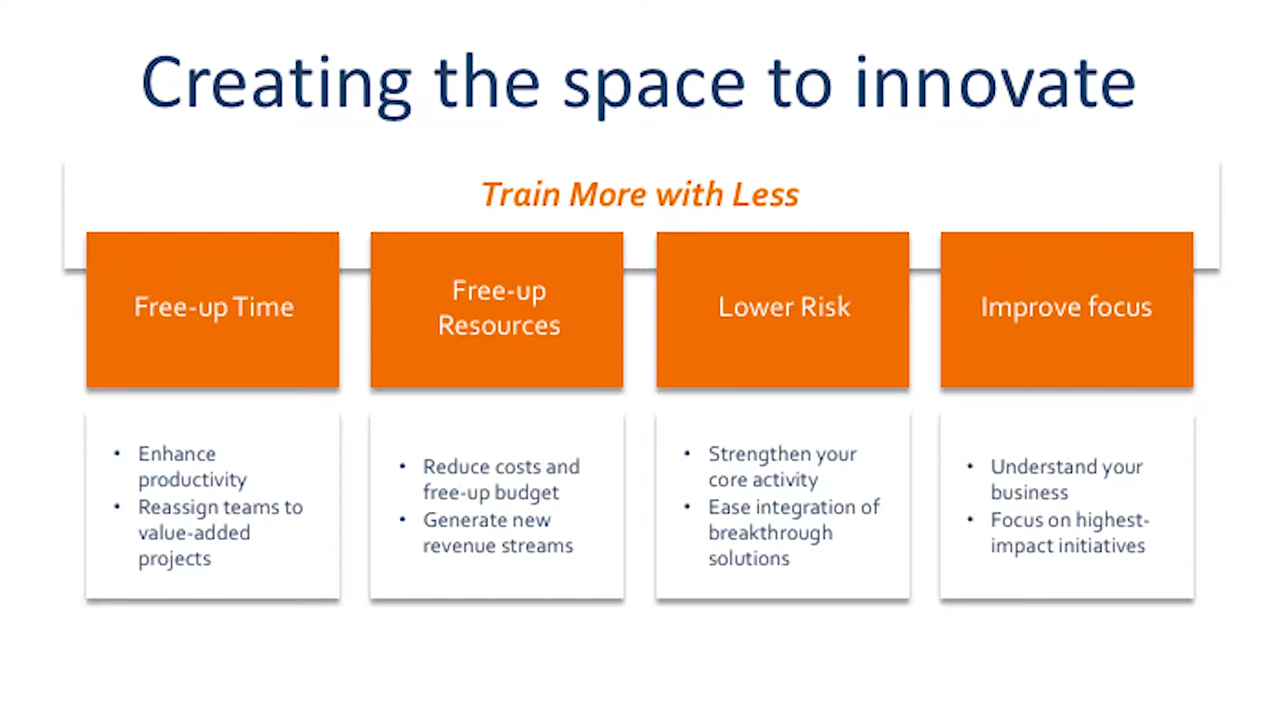 Creating the space to innovate
Train More with Less
Free-up Time
Free-up
Resources
Lower Risk
Improve focus
• Enhance
productivity
• Reassign teams to
value-added
projects
• Reduce costs and
free-up budget
• Generate new
revenue streams
• Strengthen your
core activity
• Ease integration of
breakthrough
solutions
• Understand your
business
• Focus on highest-
impact initiatives